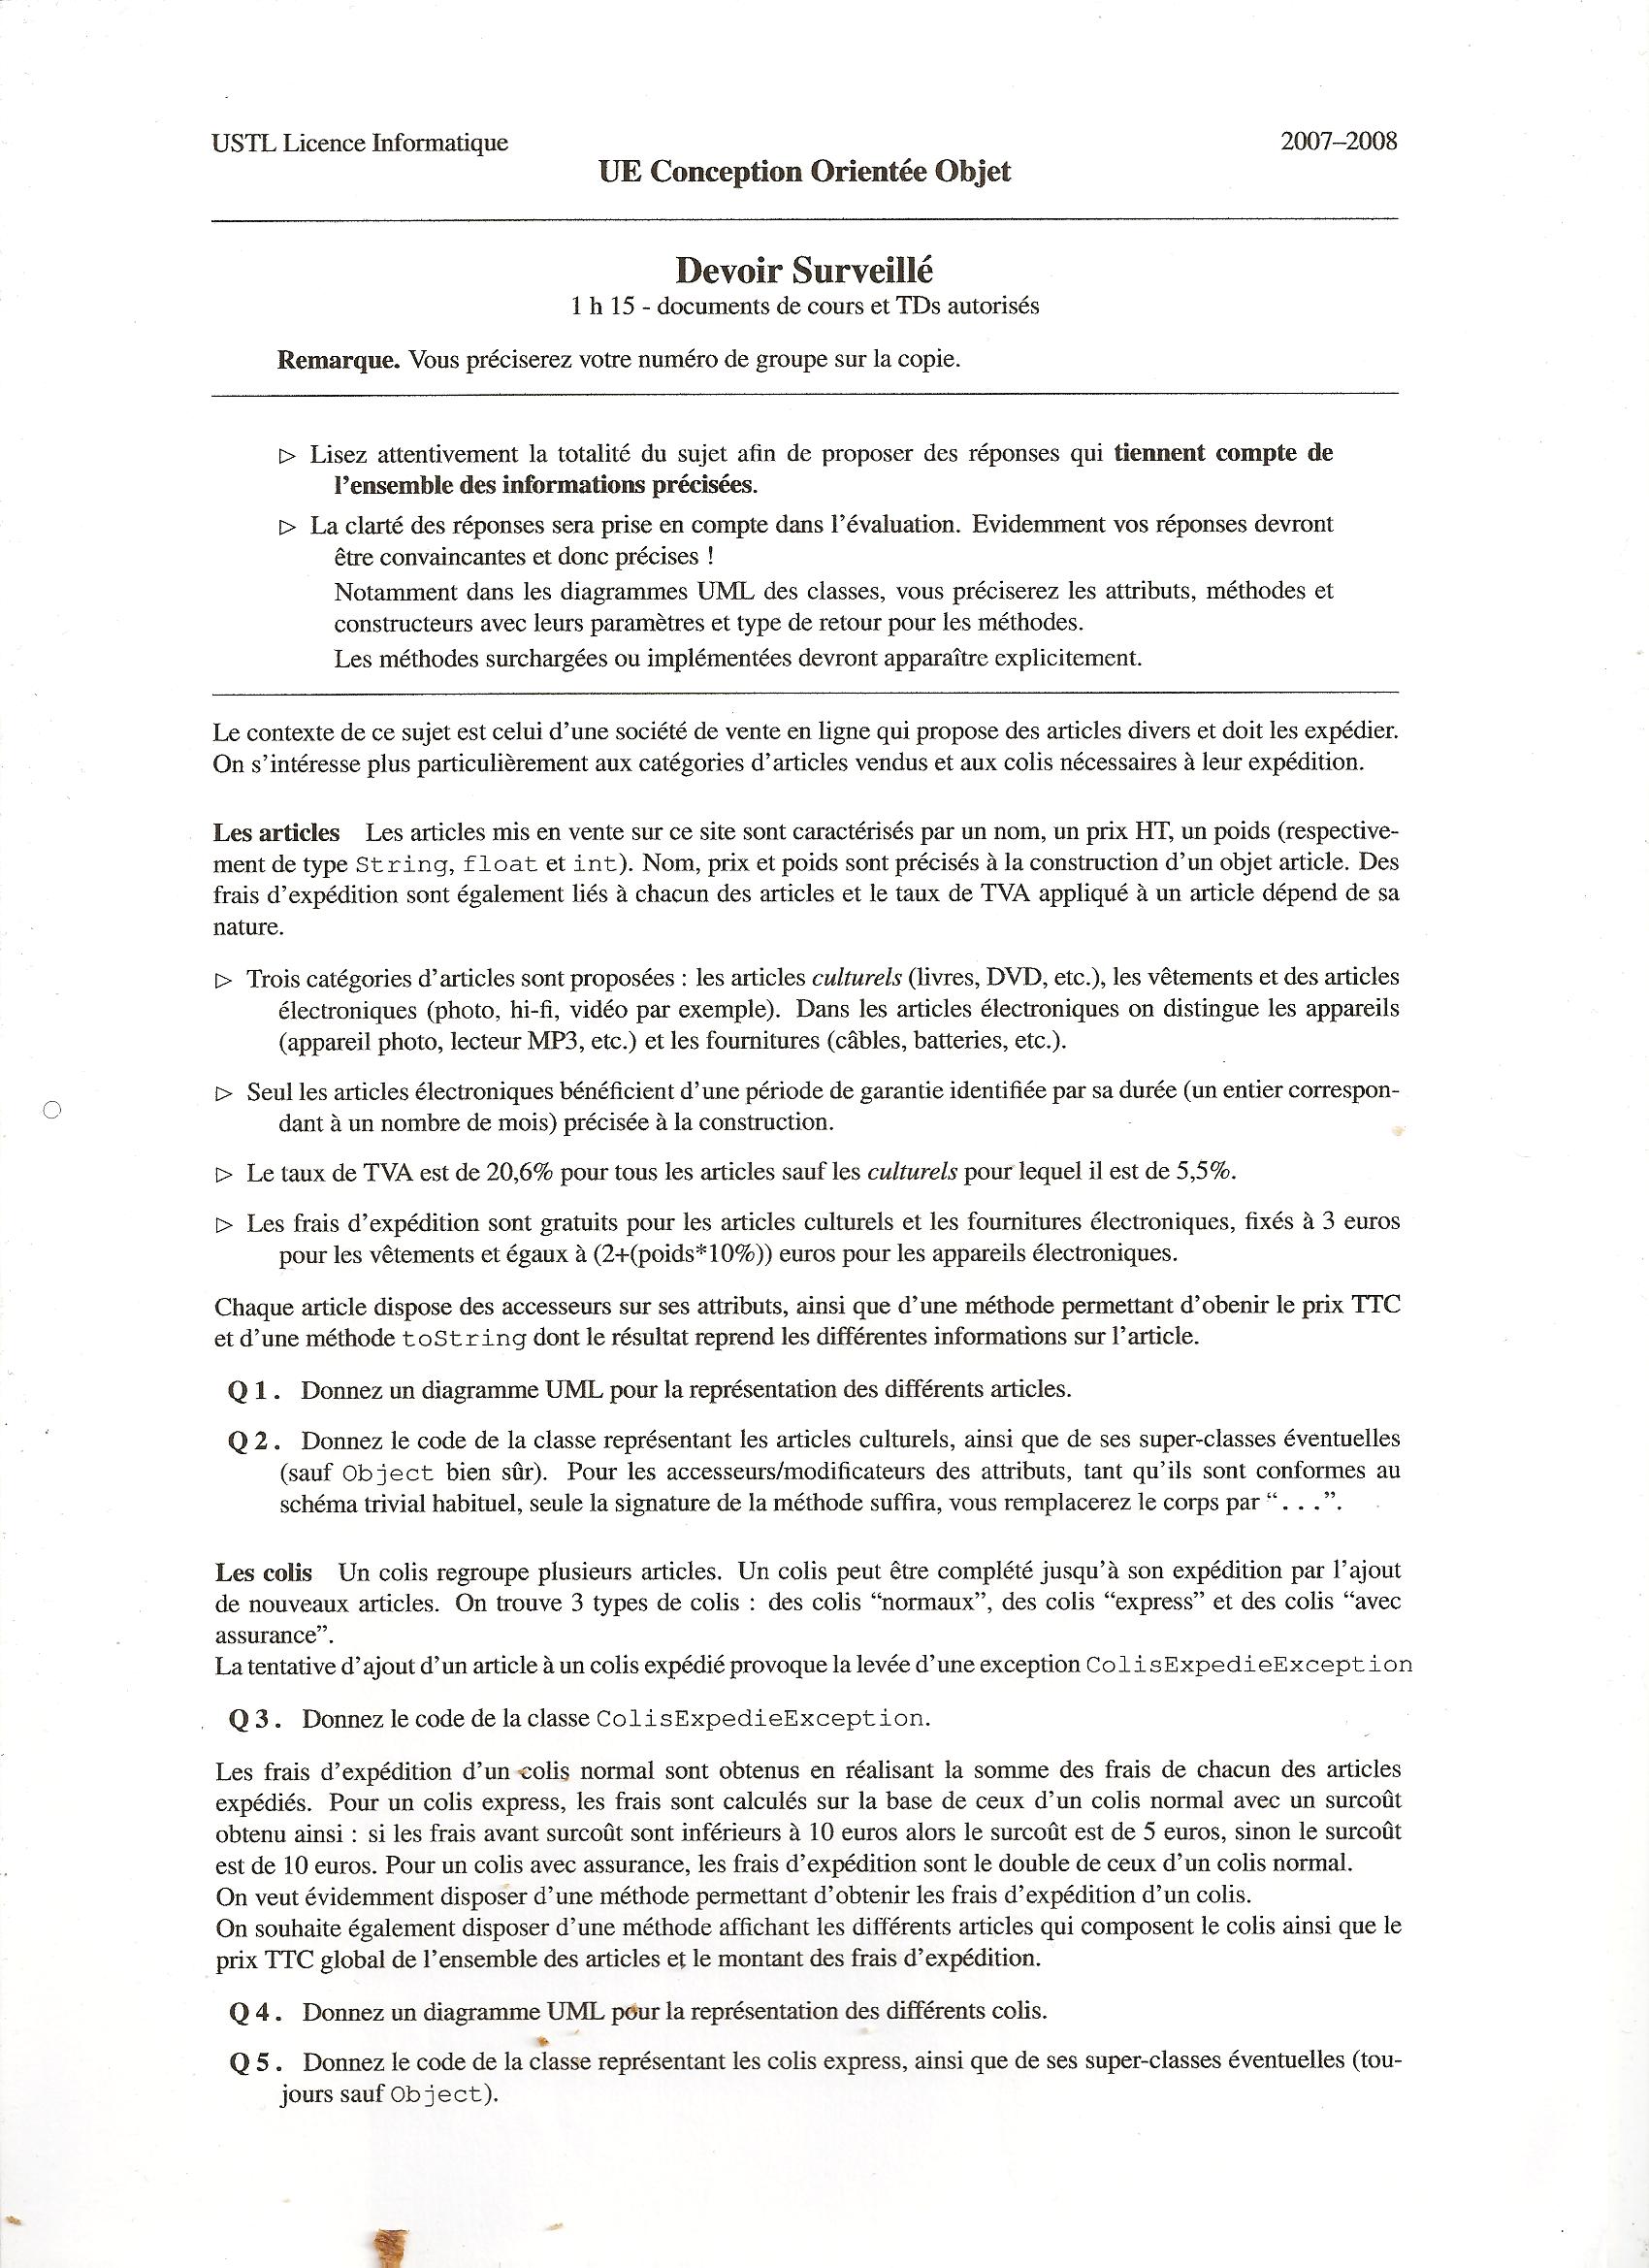 USTL Licence Informatique 2007–2008
UE Conception Orientée Objet
Devoir Surveillé
1 h 15 - documents de cours et TDs autorisés
Remarque. Vous préciserez votre numéro de groupe sur la copie.
▷ Lisez attentivement la totalité du sujet afin de proposer des réponses qui tiennent compte de
l'ensemble des informations précisées.
▷ La clarté des réponses sera prise en compte dans l'évaluation. Evidemment vos réponses devront
être convaincantes et donc précises !
Notamment dans les diagrammes UML des classes, vous préciserez les attributs, méthodes et
constructeurs avec leurs paramètres et type de retour pour les méthodes.
Les méthodes surchargées ou implémentées devront apparaître explicitement.
Le contexte de ce sujet est celui d'une société de vente en ligne qui propose des articles divers et doit les expédier.
On s'intéresse plus particulièrement aux catégories d'articles vendus et aux colis nécessaires à leur expédition.
Les articles Les articles mis en vente sur ce site sont caractérisés par un nom, un prix HT, un poids (respective-
ment de type String, float et int). Nom, prix et poids sont précisés à la construction d'un objet article. Des
frais d'expédition sont également liés à chacun des articles et le taux de TVA appliqué à un article dépend de sa
nature.
▷ Trois catégories d'articles sont proposées : les articles culturels (livres, DVD, etc.), les vêtements et des articles
électroniques (photo, hi-fi, vidéo par exemple). Dans les articles électroniques on distingue les appareils
(appareil photo, lecteur MP3, etc.) et les fournitures (câbles, batteries, etc.).
▷ Seul les articles électroniques bénéficient d'une période de garantie identifiée par sa durée (un entier correspon-
dant à un nombre de mois) précisée à la construction.
▷ Le taux de TVA est de 20,6% pour tous les articles sauf les culturels pour lequel il est de 5,5%.
▷ Les frais d'expédition sont gratuits pour les articles culturels et les fournitures électroniques, fixés à 3 euros
pour les vêtements et égaux à (2+(poids*10%)) euros pour les appareils électroniques.
Chaque article dispose des accesseurs sur ses attributs, ainsi que d'une méthode permettant d'obenir le prix TTC
et d'une méthode toString dont le résultat reprend les différentes informations sur l'article.
Q 1. Donnez un diagramme UML pour la représentation des différents articles.
Q 2. Donnez le code de la classe représentant les articles culturels, ainsi que de ses super-classes éventuelles
(sauf Object bien sûr). Pour les accesseurs/modificateurs des attributs, tant qu'ils sont conformes au
schéma trivial habituel, seule la signature de la méthode suffira, vous remplacerez le corps par “...”.
Les colis Un colis regroupe plusieurs articles. Un colis peut être complété jusqu'à son expédition par l'ajout
de nouveaux articles. On trouve 3 types de colis : des colis “normaux”, des colis “express” et des colis “avec
assurance”.
La tentative d'ajout d'un article à un colis expédié provoque la levée d'une exception ColisExpedieException
Q 3. Donnez le code de la classe ColisExpedieException.
Les frais d'expédition d'un colis normal sont obtenus en réalisant la somme des frais de chacun des articles
expédiés. Pour un colis express, les frais sont calculés sur la base de ceux d'un colis normal avec un surcoût
obtenu ainsi : si les frais avant surcoût sont inférieurs à 10 euros alors le surcoût est de 5 euros, sinon le surcoût
est de 10 euros. Pour un colis avec assurance, les frais d'expédition sont le double de ceux d'un colis normal.
On veut évidemment disposer d'une méthode permettant d'obtenir les frais d'expédition d'un colis.
On souhaite également disposer d'une méthode affichant les différents articles qui composent le colis ainsi que le
prix TTC global de l'ensemble des articles et le montant des frais d'expédition.
Q 4. Donnez un diagramme UML pour la représentation des différents colis.
Q 5. Donnez le code de la classe représentant les colis express, ainsi que de ses super-classes éventuelles (tou-
jours sauf Object).